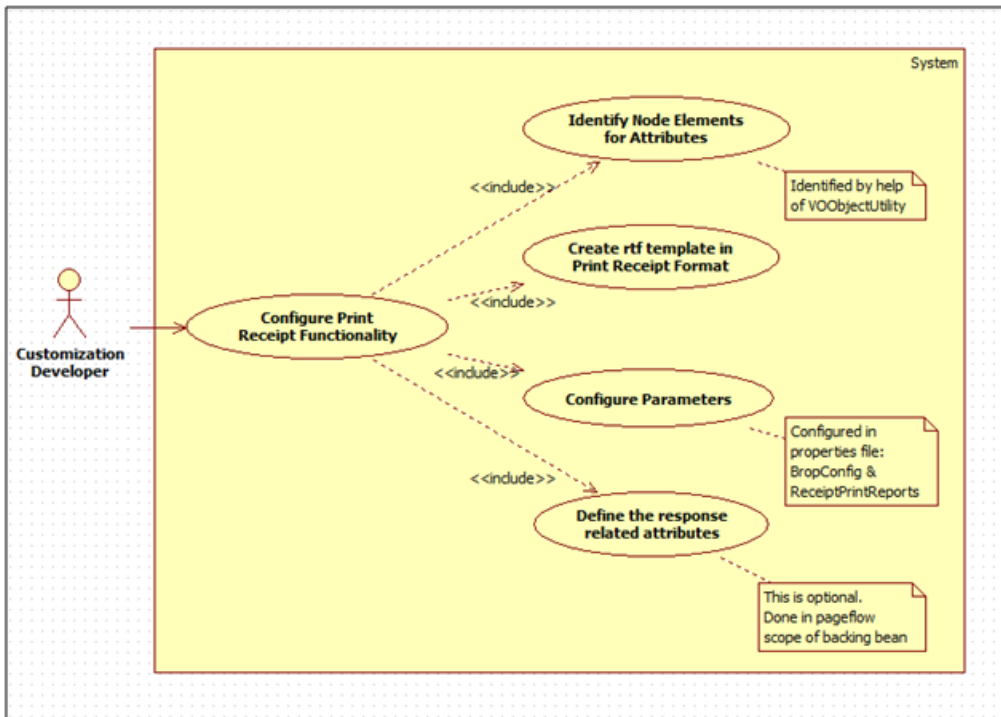 System
Identify Node Elements
for Attributes
<<include>>
Identified by help
of VOObjectUtility
Create rtf template in
Print Receipt Format
<<include>>
Configure Print
Receipt Functionality
Customization
Developer
<<include>>
Configure Parameters
Configured in
properties file:
BropConfig &
ReceiptPrintReports
<<include>>
Define the response
related attributes
This is optional.
Done in pageflow
scope of backing bean